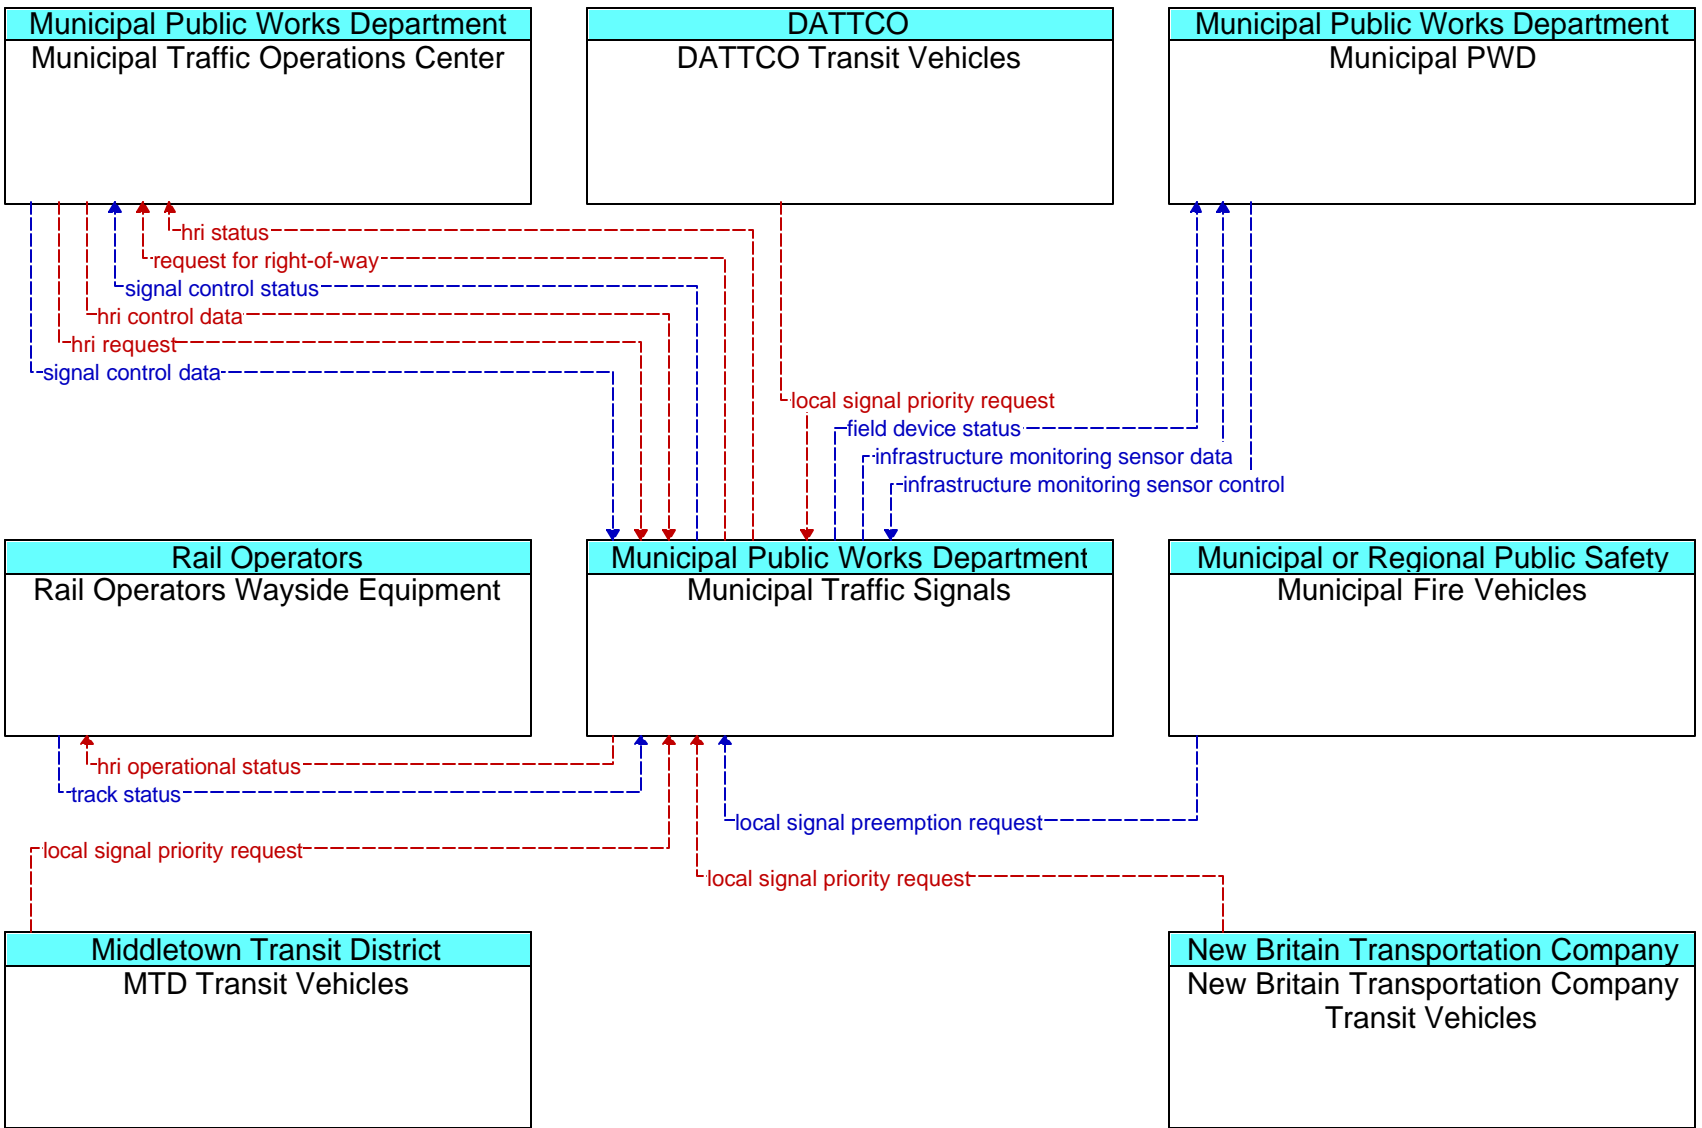 Municipal Public Works Department
Municipal Traffic Operations Center
DATTCO
DATTCO Transit Vehicles
Municipal Public Works Department
Municipal PWD
hri status
request for right-of-way
signal control status
hri control data
hri request
signal control data
local signal priority request
field device status
infrastructure monitoring sensor data
infrastructure monitoring sensor control
Rail Operators
Rail Operators Wayside Equipment
Municipal Public Works Department
Municipal Traffic Signals
Municipal or Regional Public Safety
Municipal Fire Vehicles
hri operational status
track status
local signal preemption request
local signal priority request
local signal priority request
Middletown Transit District
MTD Transit Vehicles
New Britain Transportation Company
New Britain Transportation Company
Transit Vehicles